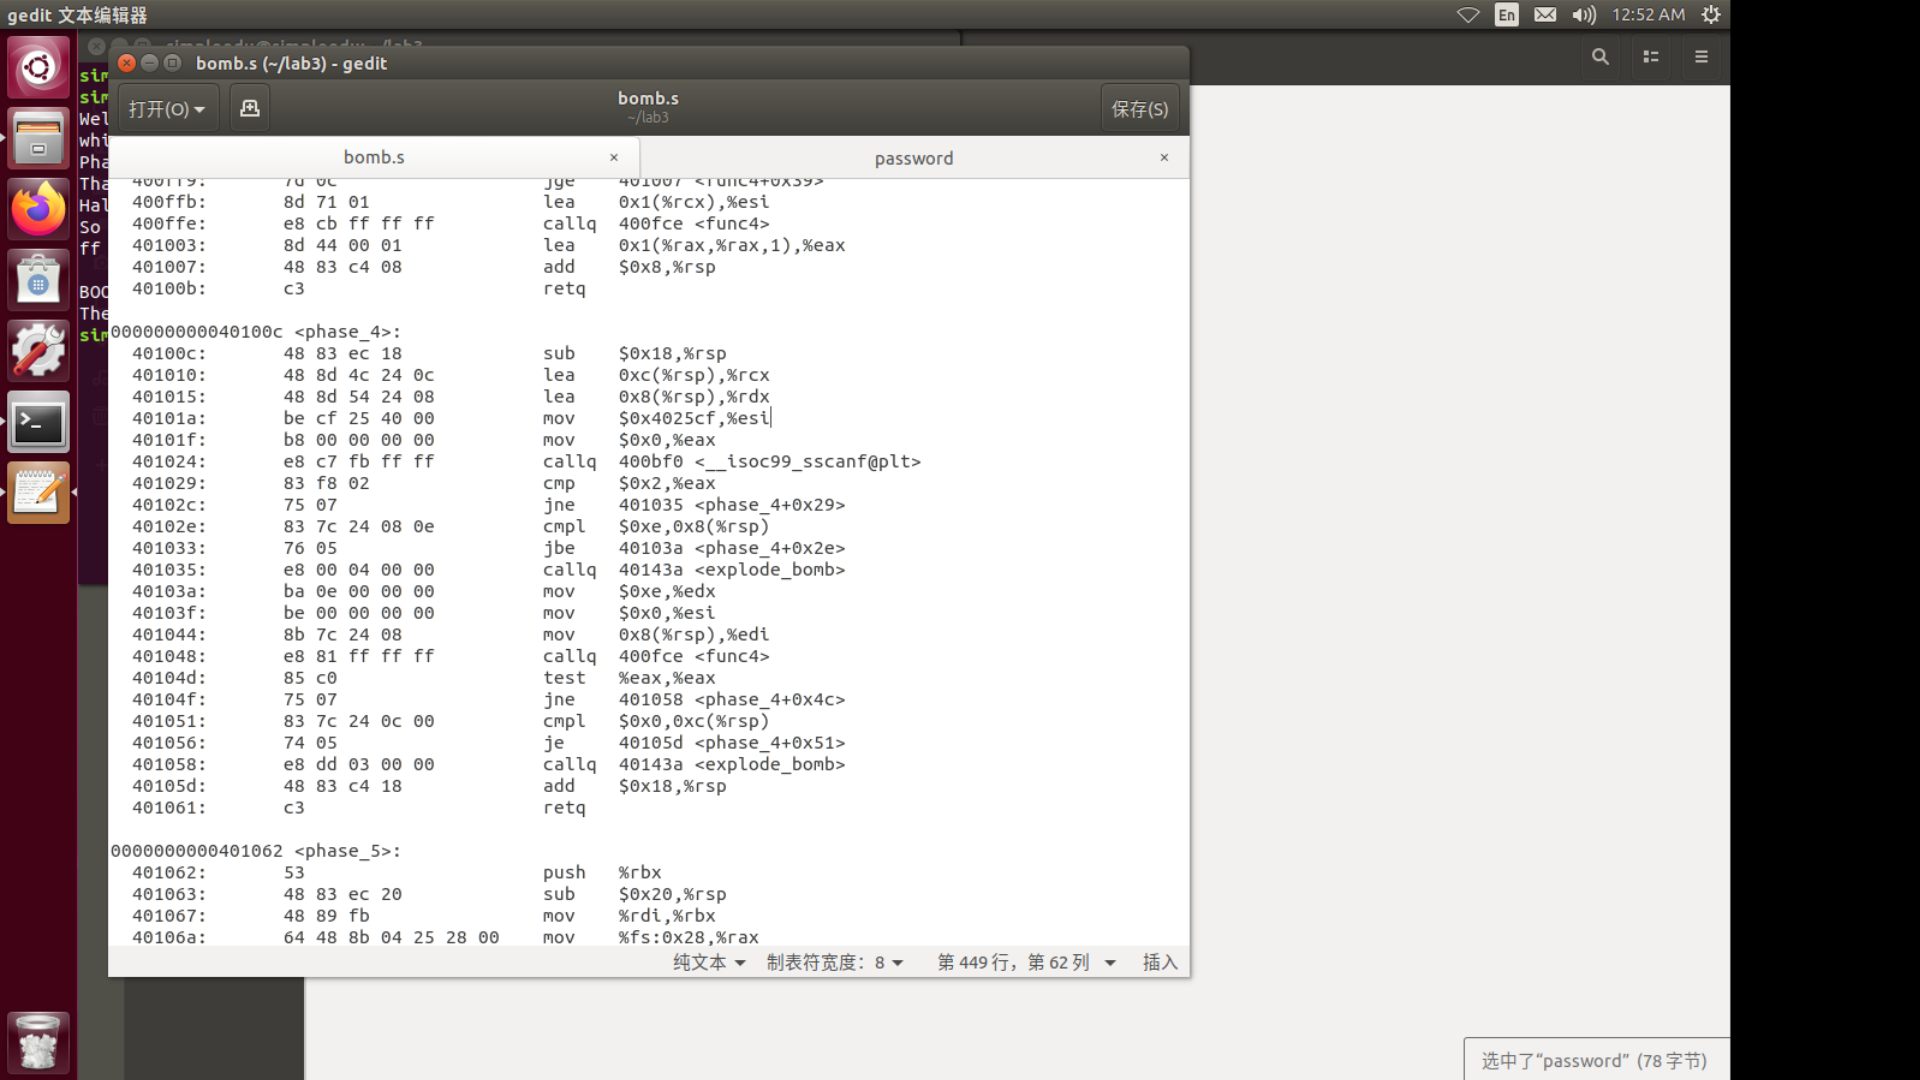 gedit 文本编辑器
En
12:52 AM
bomb.s (~/lab3) - gedit
打开(O)
bomb.s
~/lab3
保存(S)
bomb.s ×
password ×
sim
sim
Wel
whi
Pha
Tha
Hal
So
ff
BOO
The
sim
400ff9: 7d 0c jge 401007 <func4+0x39>
400ffb: 8d 71 01 lea 0x1(%rcx),%esi
400ffe: e8 cb ff ff ff callq 400fce <func4>
401003: 8d 44 00 01 lea 0x1(%rax,%rax,1),%eax
401007: 48 83 c4 08 add $0x8,%rsp
40100b: c3 retq
000000000040100c <phase_4>:
40100c: 48 83 ec 18 sub $0x18,%rsp
401010: 48 8d 4c 24 0c lea 0xc(%rsp),%rcx
401015: 48 8d 54 24 08 lea 0x8(%rsp),%rdx
40101a: be cf 25 40 00 mov $0x4025cf,%esi
40101f: b8 00 00 00 00 mov $0x0,%eax
401024: e8 c7 fb ff ff callq 400bf0 <__isoc99_sscanf@plt>
401029: 83 f8 02 cmp $0x2,%eax
40102c: 75 07 jne 401035 <phase_4+0x29>
40102e: 83 7c 24 08 0e cmpl $0xe,0x8(%rsp)
401033: 76 05 jbe 40103a <phase_4+0x2e>
401035: e8 00 04 00 00 callq 40143a <explode_bomb>
40103a: ba 0e 00 00 00 mov $0xe,%edx
40103f: be 00 00 00 00 mov $0x0,%esi
401044: 8b 7c 24 08 mov 0x8(%rsp),%edi
401048: e8 81 ff ff ff callq 400fce <func4>
40104d: 85 c0 test %eax,%eax
40104f: 75 07 jne 401058 <phase_4+0x4c>
401051: 83 7c 24 0c 00 cmpl $0x0,0xc(%rsp)
401056: 74 05 je 40105d <phase_4+0x51>
401058: e8 dd 03 00 00 callq 40143a <explode_bomb>
40105d: 48 83 c4 18 add $0x18,%rsp
401061: c3 retq
0000000000401062 <phase_5>:
401062: 53 push %rbx
401063: 48 83 ec 20 sub $0x20,%rsp
401067: 48 89 fb mov %rdi,%rbx
40106a: 64 48 8b 04 25 28 00 mov %fs:0x28,%rax
纯文本 制表符宽度：8 第 449 行，第 62 列 插入
选中了“password” (78 字节)